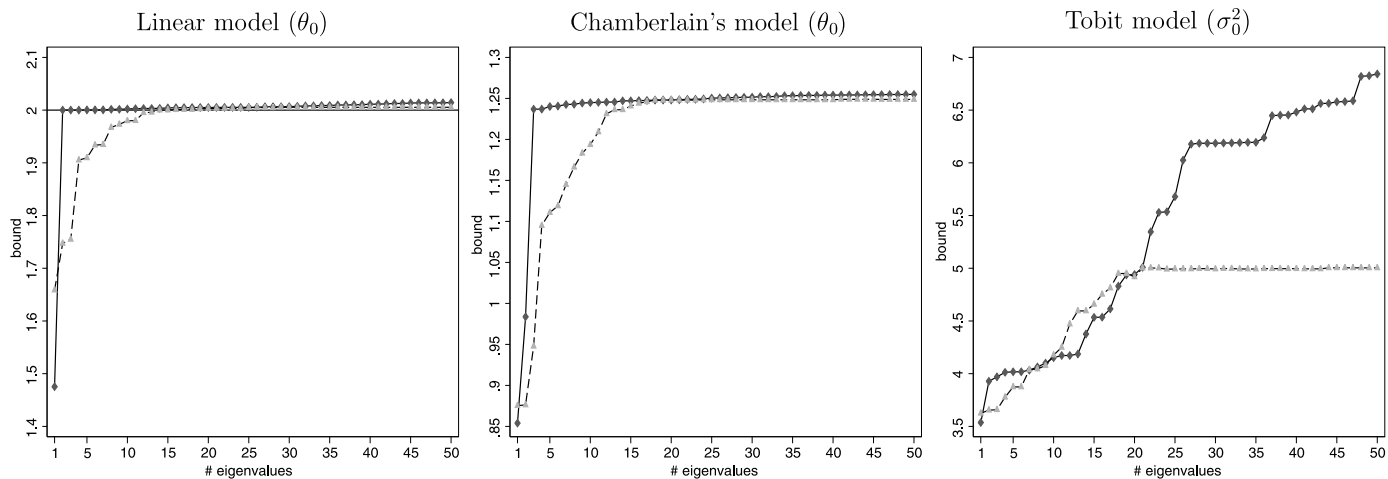 Linear model (θ₀)
bound
2.1
2
1.9
1.8
1.7
1.6
1.5
1.4
1 5 10 15 20 25 30 35 40 45 50
# eigenvalues
Chamberlain's model (θ₀)
bound
1.3
1.25
1.2
1.15
1.1
1.05
1
.95
.9
.85
1 5 10 15 20 25 30 35 40 45 50
# eigenvalues
Tobit model (σ₀²)
bound
7
6.5
6
5.5
5
4.5
4
3.5
1 5 10 15 20 25 30 35 40 45 50
# eigenvalues